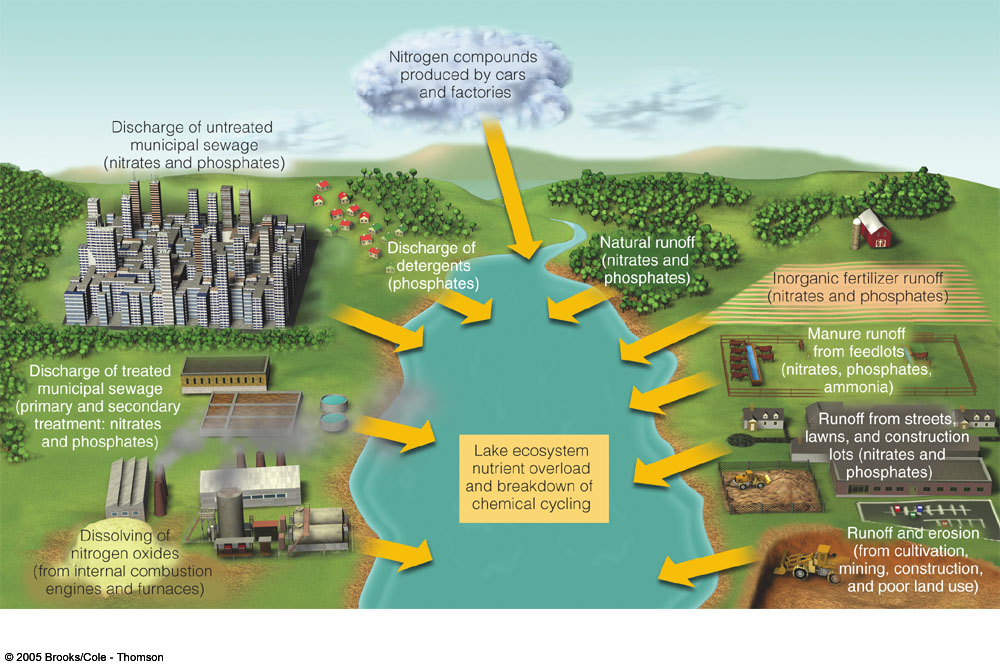 Nitrogen compounds
produced by cars
and factories
Discharge of untreated
municipal sewage
(nitrates and phosphates)
Discharge of
detergents
(phosphates)
Natural runoff
(nitrates and
phosphates)
Inorganic fertilizer runoff
(nitrates and phosphates)
Manure runoff
from feedlots
(nitrates, phosphates,
ammonia)
Discharge of treated
municipal sewage
(primary and secondary
treatment: nitrates
and phosphates)
Runoff from streets,
lawns, and construction
lots (nitrates and
phosphates)
Lake ecosystem
nutrient overload
and breakdown of
chemical cycling
Dissolving of
nitrogen oxides
(from internal combustion
engines and furnaces)
Runoff and erosion
(from cultivation,
mining, construction,
and poor land use)
© 2005 Brooks/Cole - Thomson